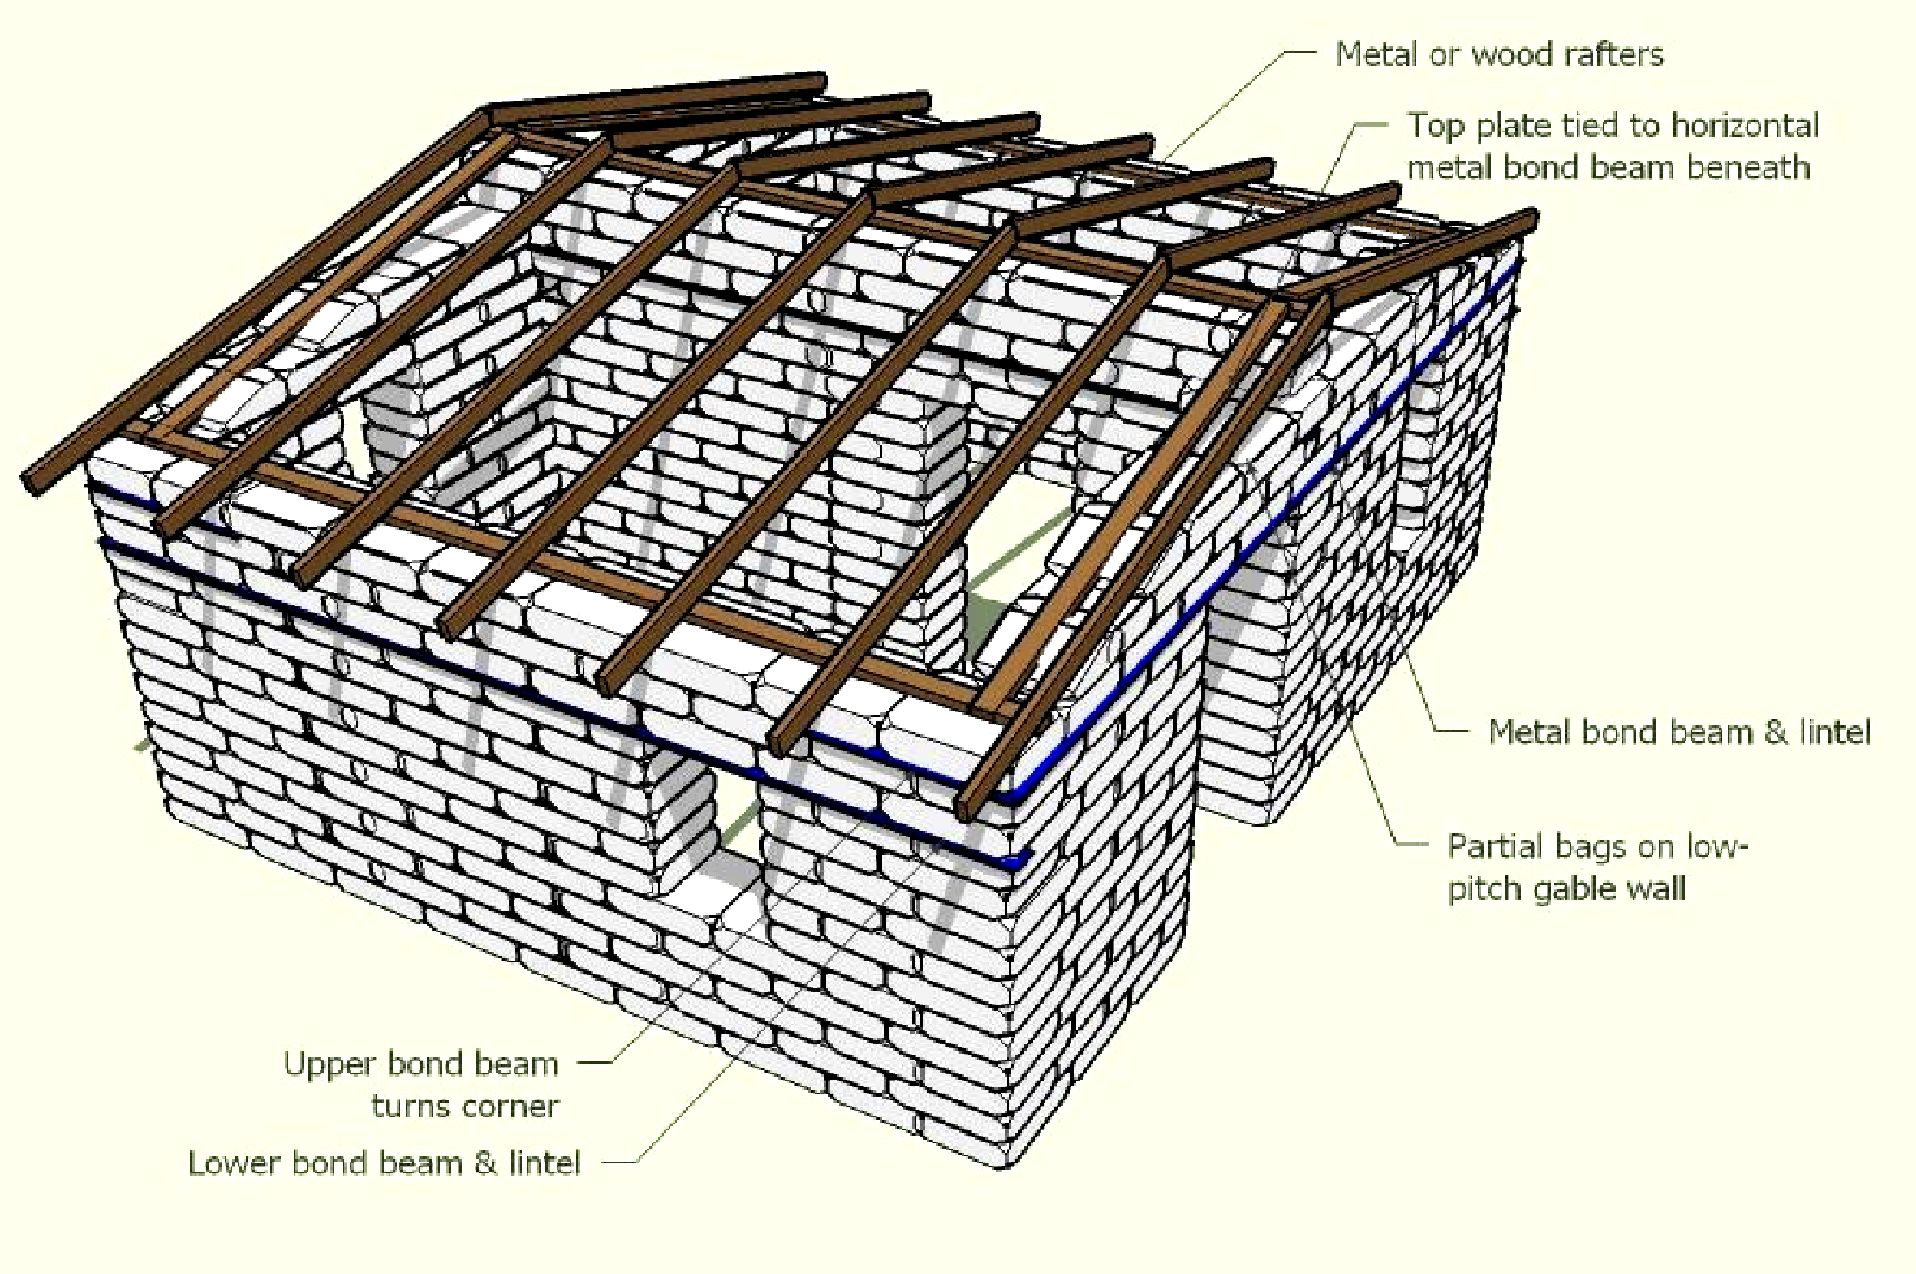 Metal or wood rafters
Top plate tied to horizontal
metal bond beam beneath
Metal bond beam & lintel
Partial bags on low-
pitch gable wall
Upper bond beam
turns corner
Lower bond beam & lintel